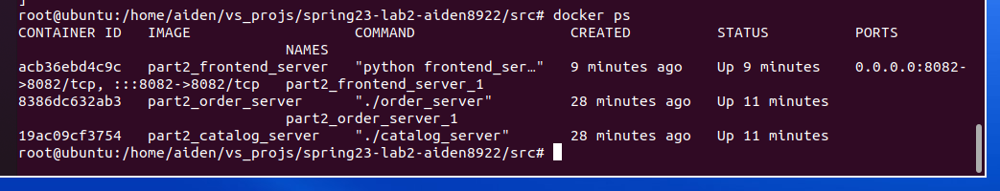 root@ubuntu:/home/aiden/vs_projs/spring23-lab2-aiden8922/src# docker ps
CONTAINER ID   IMAGE                   COMMAND                  CREATED          STATUS          PORTS
                               NAMES
acb36ebd4c9c   part2_frontend_server   "python frontend_ser…"   9 minutes ago    Up 9 minutes    0.0.0.0:8082-
>8082/tcp, :::8082->8082/tcp   part2_frontend_server_1
8386dc632ab3   part2_order_server      "./order_server"         28 minutes ago   Up 11 minutes
                               part2_order_server_1
19ac09cf3754   part2_catalog_server    "./catalog_server"       28 minutes ago   Up 11 minutes
root@ubuntu:/home/aiden/vs_projs/spring23-lab2-aiden8922/src#